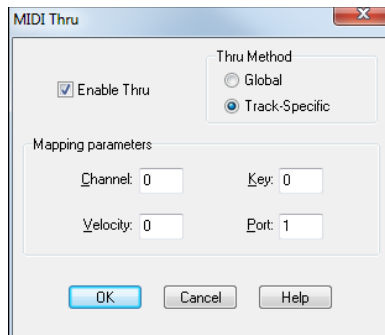 MIDI Thru
Thru Method
Enable Thru
Global
Track-Specific
Mapping parameters
Channel: 0 Key: 0
Velocity: 0 Port: 1
OK Cancel Help